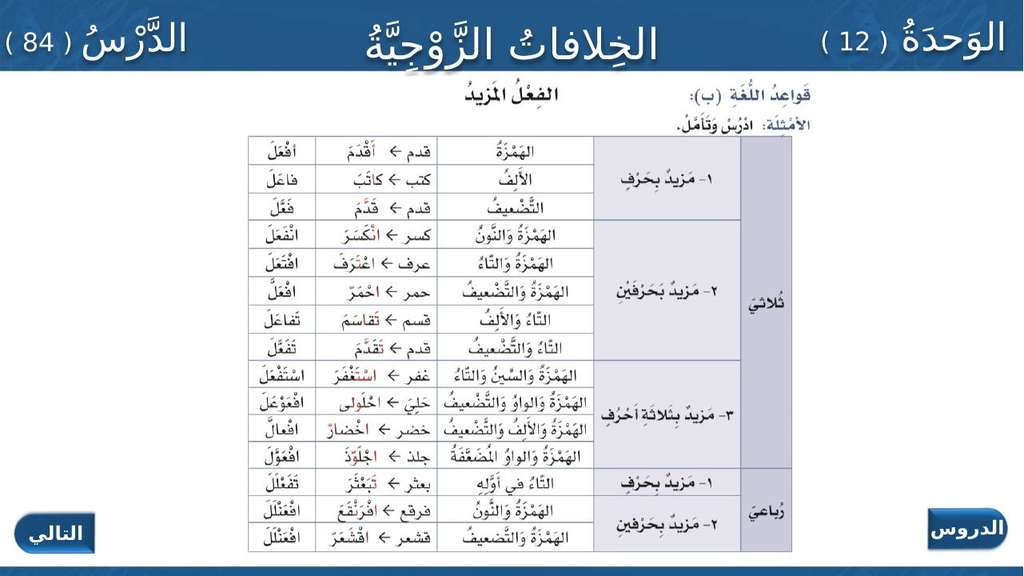 الوَحدَةُ ( 12 )
الخِلافاتُ الزَّوْجِيَّةُ
الدَّرْسُ ( 84 )
قَواعِدُ اللُّغَةِ (ب):
الفِعْلُ المَزيدُ
الأَمْثِلَة: ادْرُسْ وَتَأَمَّلْ.
ثُلاثيَ
١- مَزيدٌ بِحَرْفِ
الهَمْزَةُ قدم ← أَقْدَمَ أفْعَلَ
الأَلِفُ كتب ← كاتَبَ فاعَلَ
التَّضْعيفُ قدم ← قَدَّمَ فَعَّلَ
٢- مَزيدٌ بَحَرْفَيْنِ
الهَمْزَةُ وَالنُّونُ كسر ← انْكَسَرَ انْفَعَلَ
الهَمْزَةُ وَالتّاءُ عرف ← اعْتَرَفَ افْتَعَلَ
الهَمْزَةُ وَالتَّضْعيفُ حمر ← احْمَرّ افْعَلَّ
التّاءُ وَالأَلِفُ قسم ← تَقاسَمَ تَفاعَلَ
التّاءُ وَالتَّضْعيفُ قدم ← تَقَدَّمَ تَفَعَّلَ
٣- مَزيدٌ بِثَلاثَةِ أَحْرُفِ
الهَمْزَةُ وَالسْينُ وَالتّاءُ غفر ← اسْتَغْفَرَ اسْتَفْعَلَ
الهَمْزَةُ وَالواوُ وَالتَّضْعيفُ حَلِيَ ← احْلَولى افْعَوْعَلَ
الهَمْزَةُ وَالأَلِفُ وَالتَّضْعيفُ خضر ← اخْضارّ افْعالَّ
الهَمْزَةُ وَالواوُ المُضَعَّفَةُ جلذ ← اجْلَوّذَ افْعَوَّلَ
رُباعيَ
١- مَزيدٌ بِحَرْفِ
التّاءُ في أَوَّلِهِ بعثر ← تَبَعْثَرَ تَفَعْلَلَ
٢- مَزيدٌ بِحَرْفينِ
الهَمْزَةُ وَالنُّونُ فرقع ← افْرَنْقَعَ افْعَنْلَلَ
الهَمْزَةُ وَالتَّضعيفُ قشعر ← اقْشَعَرّ افْعَنْلَلَ
الدروس
التالي